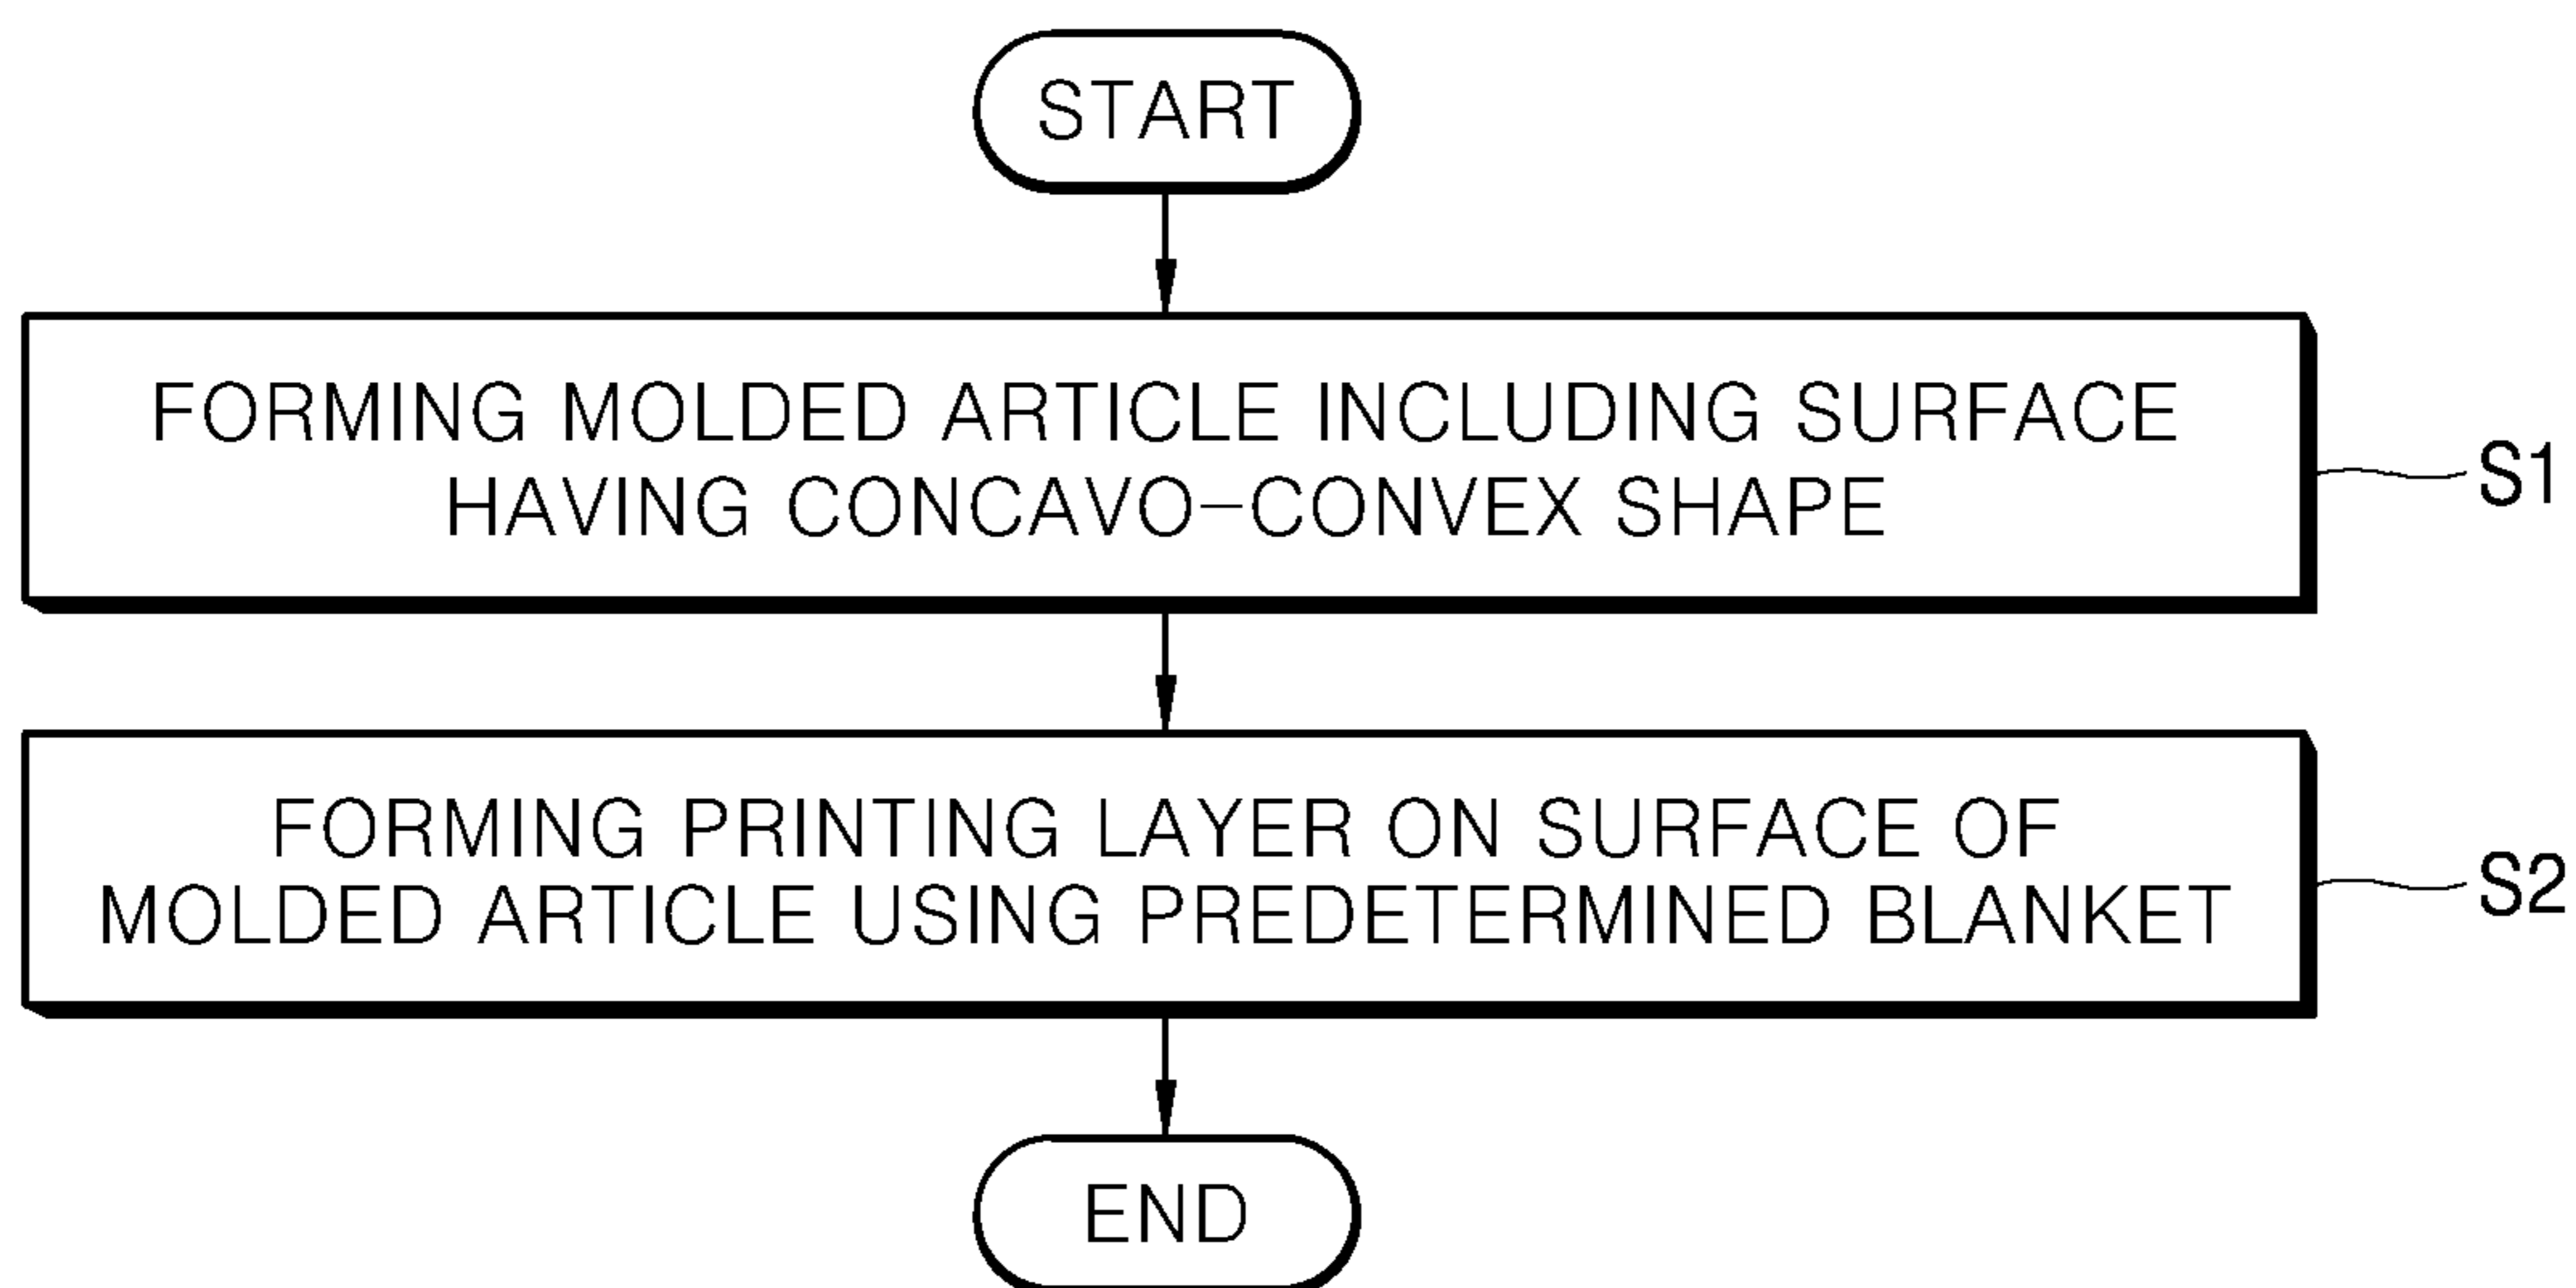 START
FORMING MOLDED ARTICLE INCLUDING SURFACE
HAVING CONCAVO-CONVEX SHAPE
S1
FORMING PRINTING LAYER ON SURFACE OF
MOLDED ARTICLE USING PREDETERMINED BLANKET
S2
END